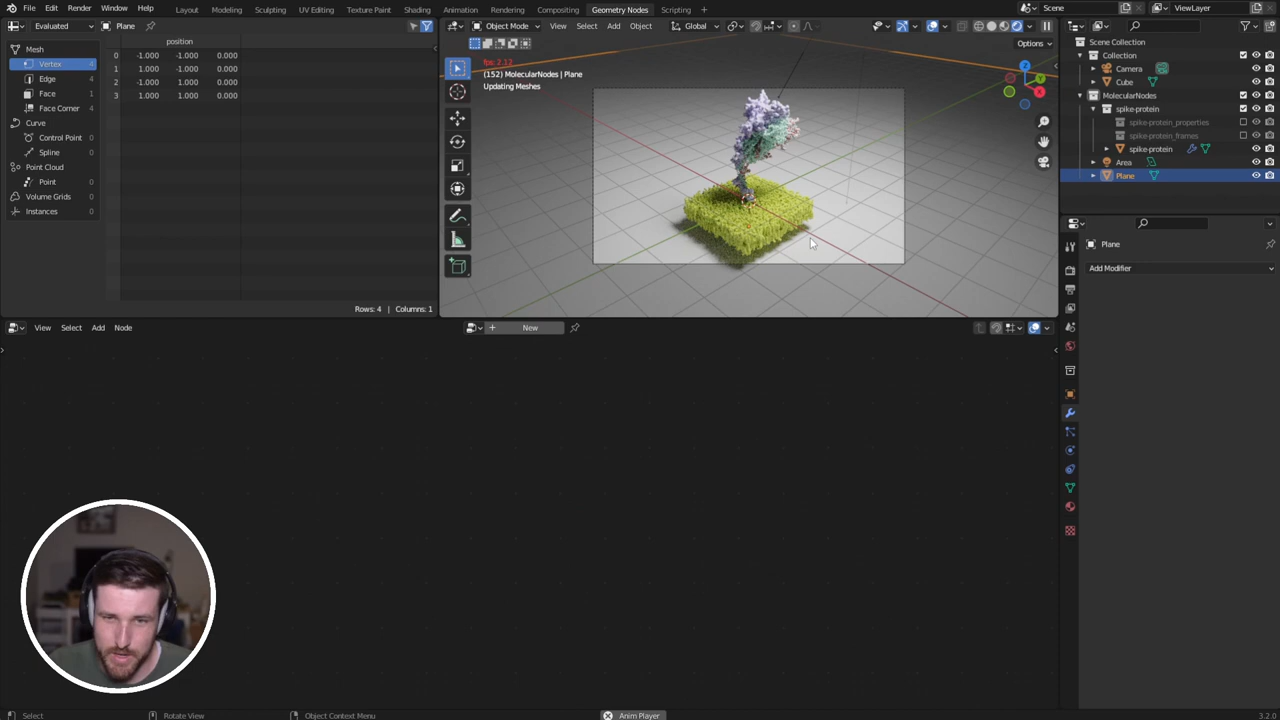 File Edit Render Window Help
Layout Modeling Sculpting UV Editing Texture Paint Shading Animation Rendering Compositing Geometry Nodes Scripting +
Scene
ViewLayer
Evaluated
Plane
Mesh
Vertex 4
Edge 4
Face 1
Face Corner 4
Curve
Control Point 0
Spline 0
Point Cloud
Point 0
Volume Grids
Instances
position
0 -1.000 -1.000 0.000
1 1.000 -1.000 0.000
2 -1.000 1.000 0.000
3 1.000 1.000 0.000
Rows: 4 | Columns: 1
Object Mode View Select Add Object
Global
Options
fps: 2.12
(152) MolecularNodes | Plane
Updating Meshes
Z
Y
X
Scene Collection
Collection
Camera
Cube
MolecularNodes
spike-protein
spike-protein_properties
spike-protein_frames
spike-protein
Area
Plane
Plane
Add Modifier
View Select Add Node
+ New
Select
Rotate View
Object Context Menu
Anim Player
3.2.0